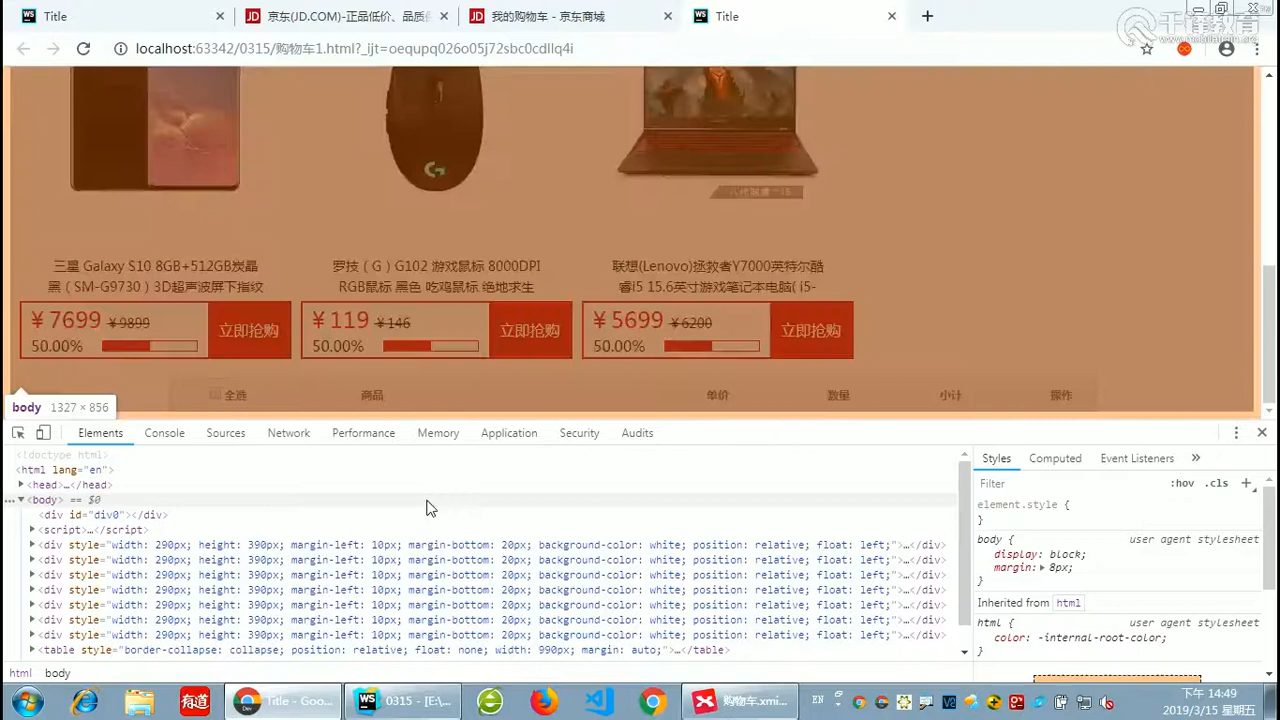 Title
京东(JD.COM)-正品低价、品质
我的购物车 - 京东商城
Title
千锋教育
www.mobiletrain.org
localhost:63342/0315/购物车1.html?_ijt=oequpq026o05j72sbc0cdllq4i
三星 Galaxy S10 8GB+512GB炭晶
黑（SM-G9730）3D超声波屏下指纹
罗技（G）G102 游戏鼠标 8000DPI
RGB鼠标 黑色 吃鸡鼠标 绝地求生
联想(Lenovo)拯救者Y7000英特尔酷
睿i5 15.6英寸游戏笔记本电脑( i5-
¥ 7699 ¥ 9899
50.00%
立即抢购
¥ 119 ¥ 146
50.00%
立即抢购
¥ 5699 ¥ 6200
50.00%
立即抢购
全选 商品 单价 数量 小计 操作
body 1327 × 856
Elements Console Sources Network Performance Memory Application Security Audits
<!doctype html>
<html lang="en">
<head>…</head>
<body> == $0
<div id="div0"></div>
<script>…</script>
<div style="width: 290px; height: 390px; margin-left: 10px; margin-bottom: 20px; background-color: white; position: relative; float: left;">…</div>
<div style="width: 290px; height: 390px; margin-left: 10px; margin-bottom: 20px; background-color: white; position: relative; float: left;">…</div>
<div style="width: 290px; height: 390px; margin-left: 10px; margin-bottom: 20px; background-color: white; position: relative; float: left;">…</div>
<div style="width: 290px; height: 390px; margin-left: 10px; margin-bottom: 20px; background-color: white; position: relative; float: left;">…</div>
<div style="width: 290px; height: 390px; margin-left: 10px; margin-bottom: 20px; background-color: white; position: relative; float: left;">…</div>
<div style="width: 290px; height: 390px; margin-left: 10px; margin-bottom: 20px; background-color: white; position: relative; float: left;">…</div>
<div style="width: 290px; height: 390px; margin-left: 10px; margin-bottom: 20px; background-color: white; position: relative; float: left;">…</div>
<table style="border-collapse: collapse; position: relative; float: none; width: 990px; margin: auto;">…</table>
html body
Styles Computed Event Listeners »
Filter :hov .cls +
element.style {
}
body { user agent stylesheet
display: block;
margin: 8px;
}
Inherited from html
html { user agent stylesheet
color: -internal-root-color;
}
有道
Title - Goo...
0315 - [E:\...
购物车.xmi...
EN
下午 14:49
2019/3/15 星期五